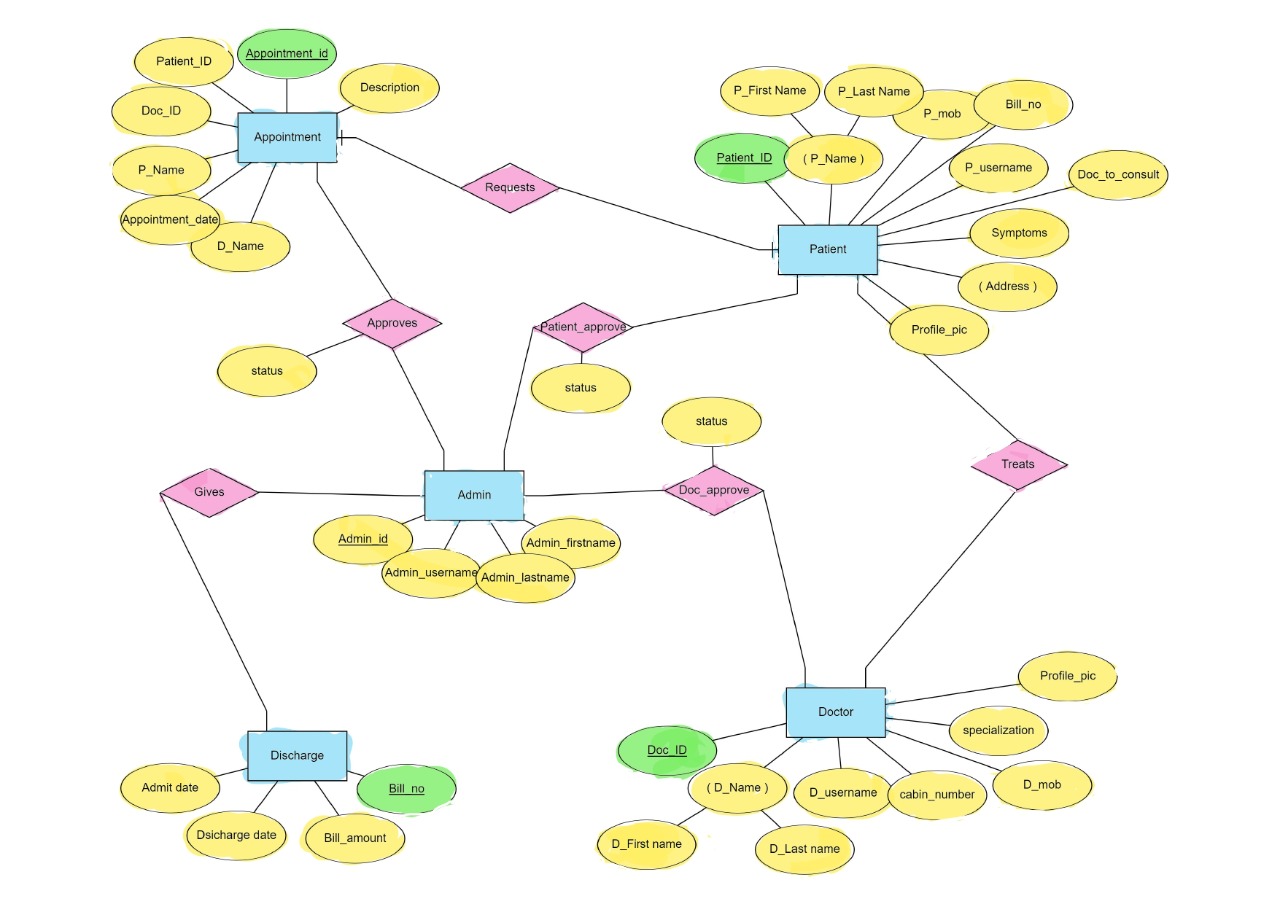 Appointment_id
Patient_ID
Description
Doc_ID
Appointment
P_Name
Appointment_date
D_Name
Requests
P_First Name
P_Last Name
P_mob
Bill_no
Patient_ID
( P_Name )
P_username
Doc_to_consult
Symptoms
Patient
( Address )
Profile_pic
Approves
status
Patient_approve
status
status
Treats
Gives
Admin
Doc_approve
Admin_id
Admin_firstname
Admin_username
Admin_lastname
Profile_pic
Doctor
specialization
Doc_ID
D_mob
( D_Name )
D_username
cabin_number
D_First name
D_Last name
Discharge
Admit date
Bill_no
Dsicharge date
Bill_amount